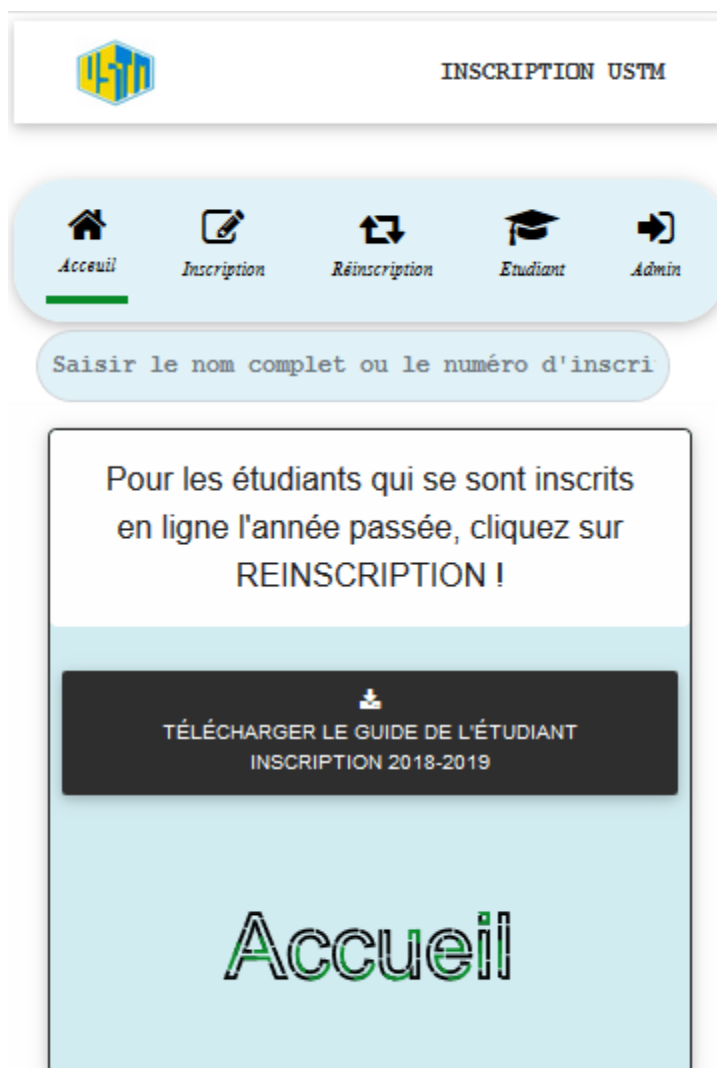 USTM
INSCRIPTION USTM
Acceuil
Inscription
Réinscription
Etudiant
Admin
Saisir le nom complet ou le numéro d'inscri
Pour les étudiants qui se sont inscrits
en ligne l'année passée, cliquez sur
REINSCRIPTION !
TÉLÉCHARGER LE GUIDE DE L'ÉTUDIANT
INSCRIPTION 2018-2019
Accueil